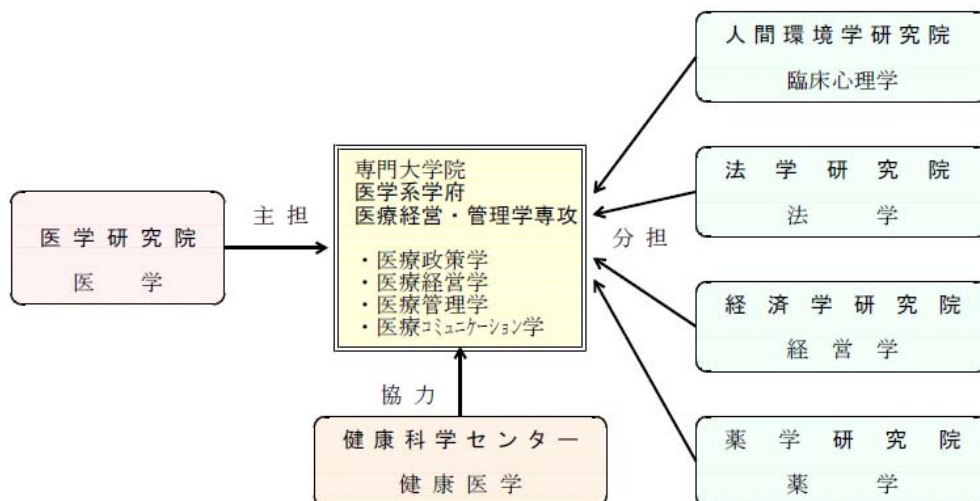 人間環境学研究院
臨床心理学
専門大学院
医学系学府
医療経営・管理学専攻
・医療政策学
・医療経営学
・医療管理学
・医療コミュニケーション学
法学研究院
法学
主担
医学研究院
医学
分担
経済学研究院
経営学
協力
健康科学センター
健康医学
薬学研究院
薬学